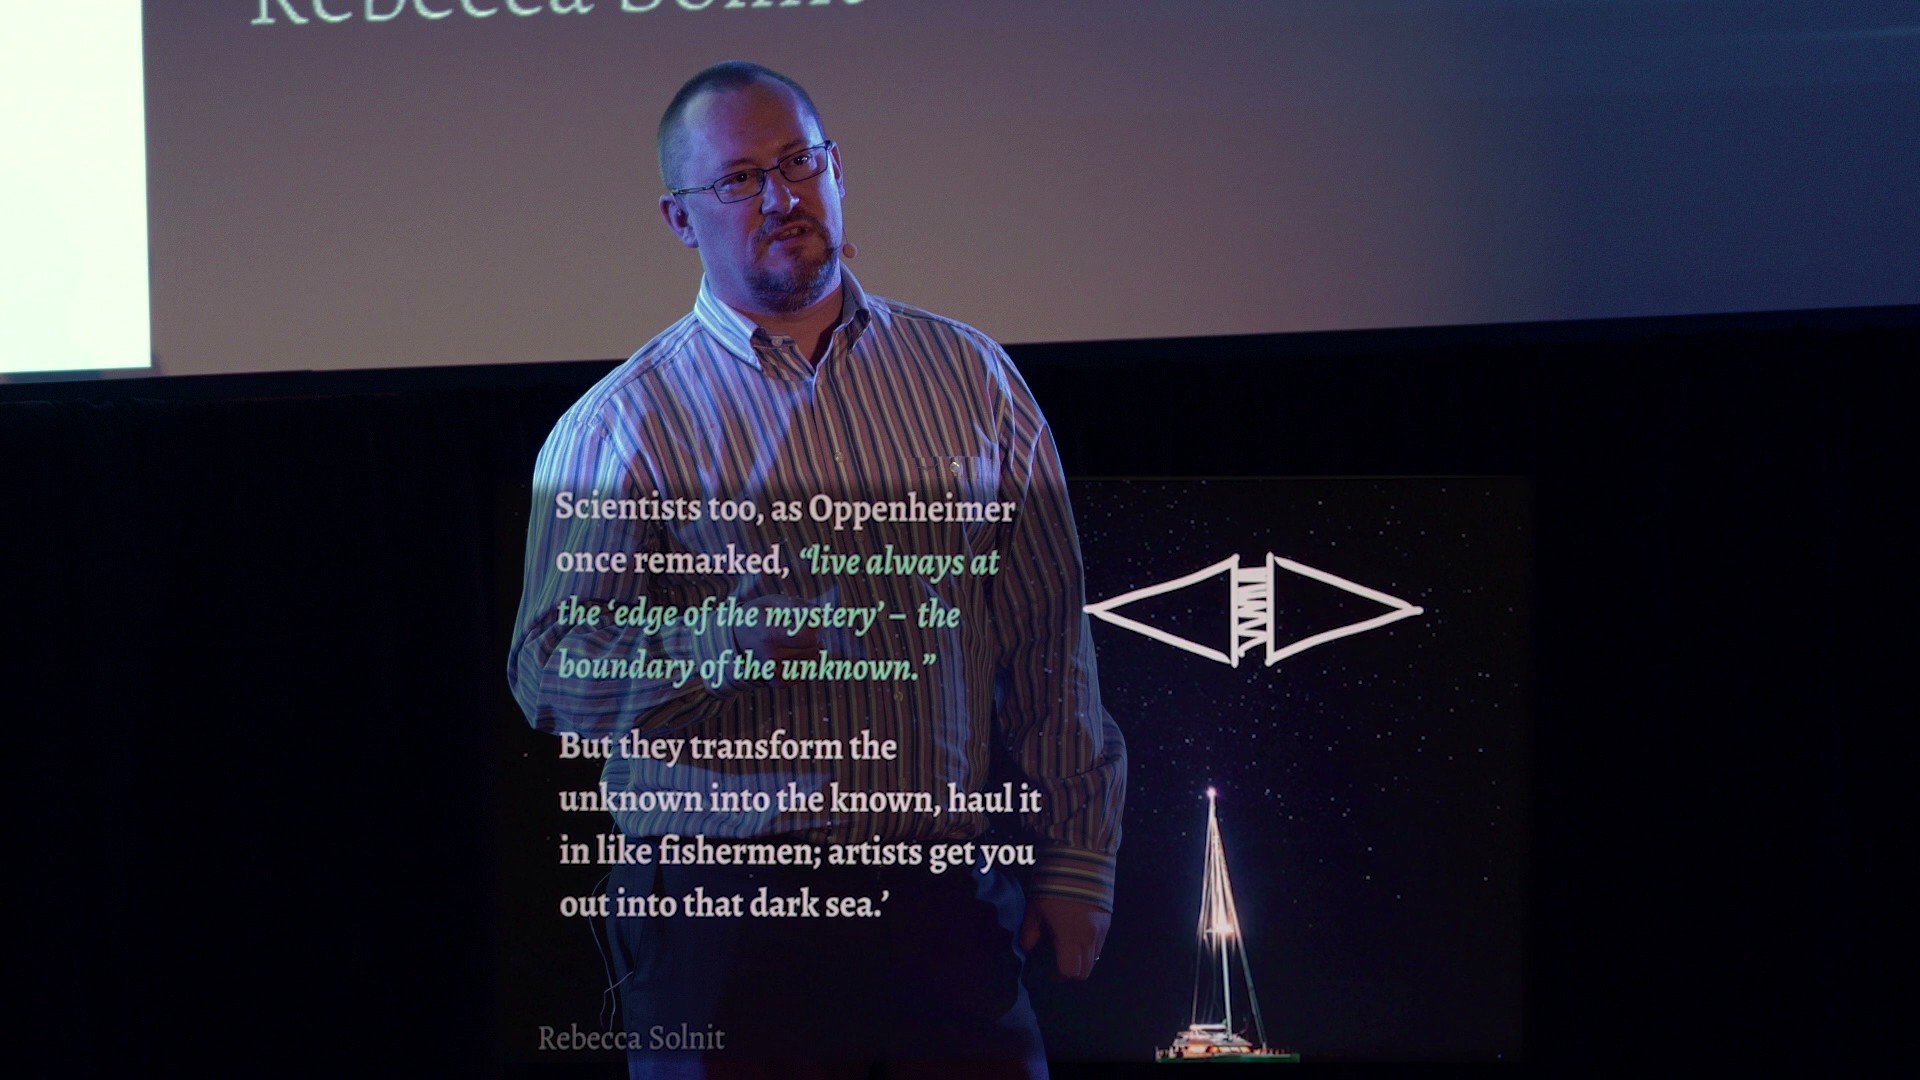 Rebecca Solnit
Scientists too, as Oppenheimer
once remarked, “live always at
the ‘edge of the mystery’ – the
boundary of the unknown.”
But they transform the
unknown into the known, haul it
in like fishermen; artists get you
out into that dark sea.’
Rebecca Solnit